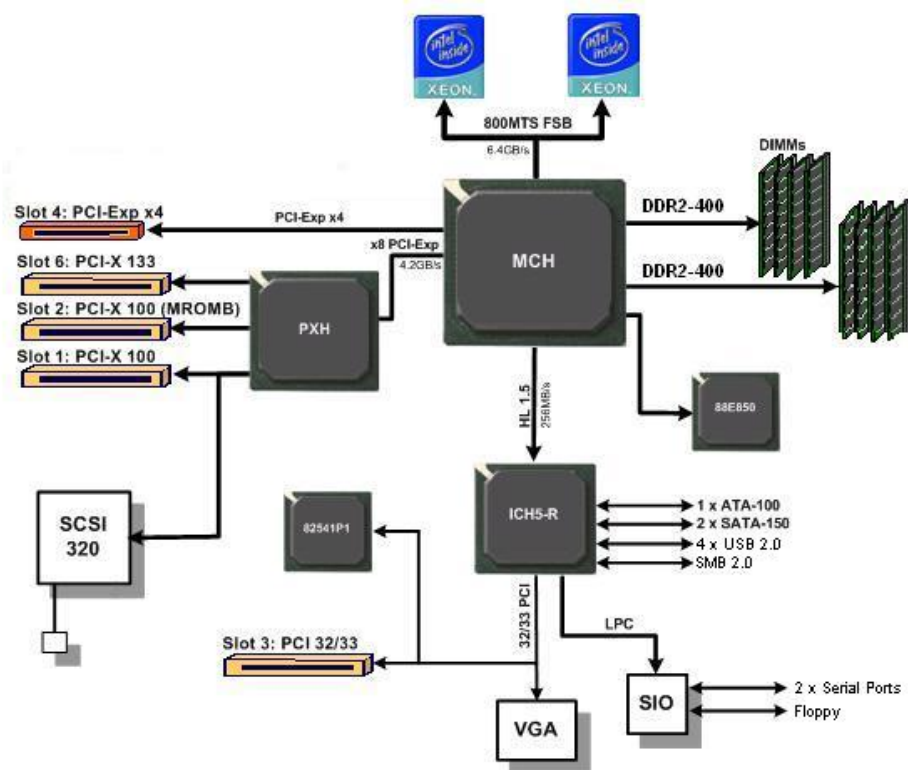 intel
inside
XEON
intel
inside
XEON
800MTS FSB
6.4GB/s
DIMMs
Slot 4: PCI-Exp x4
PCI-Exp x4
DDR2-400
x8 PCI-Exp
4.2GB/s
MCH
DDR2-400
Slot 6: PCI-X 133
Slot 2: PCI-X 100 (MROMB)
PXH
Slot 1: PCI-X 100
HL 1.5
256MB/s
88E850
SCSI
320
82541P1
ICH5-R
1 x ATA-100
2 x SATA-150
4 x USB 2.0
SMB 2.0
32/33 PCI
LPC
Slot 3: PCI 32/33
VGA
SIO
2 x Serial Ports
Floppy